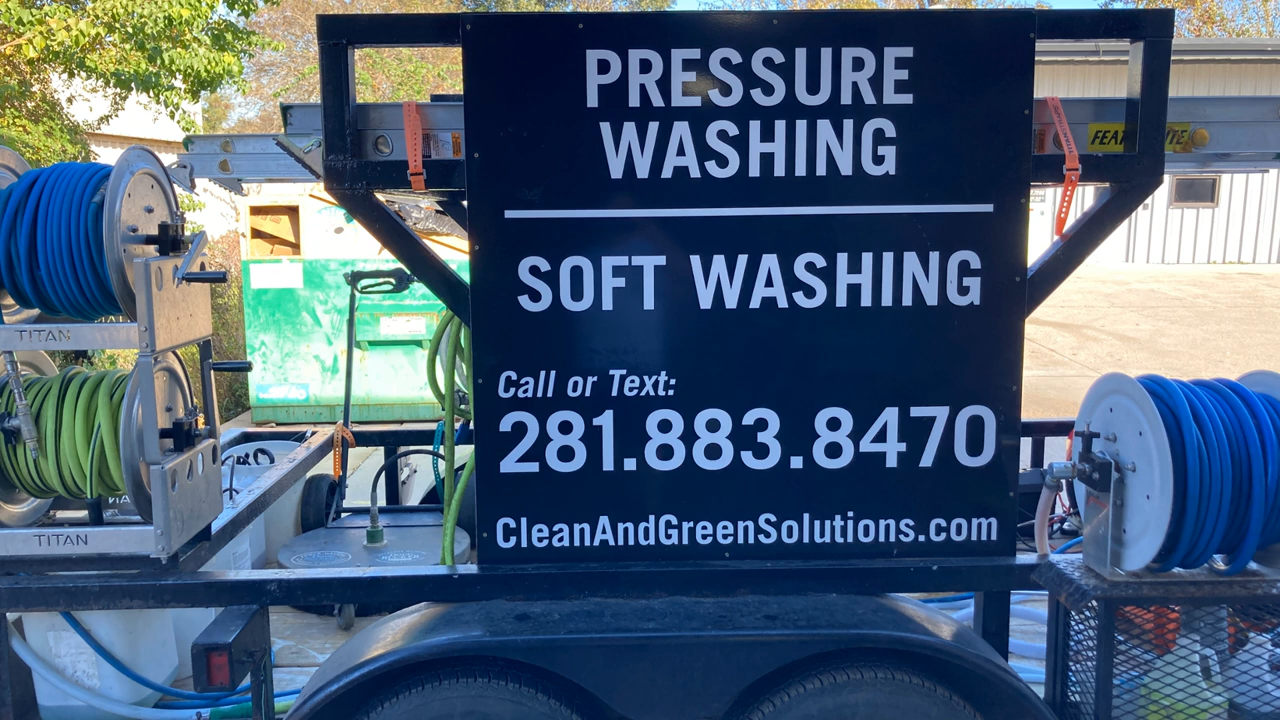 PRESSURE
WASHING
SOFT WASHING
Call or Text:
281.883.8470
CleanAndGreenSolutions.com
TITAN
TITAN